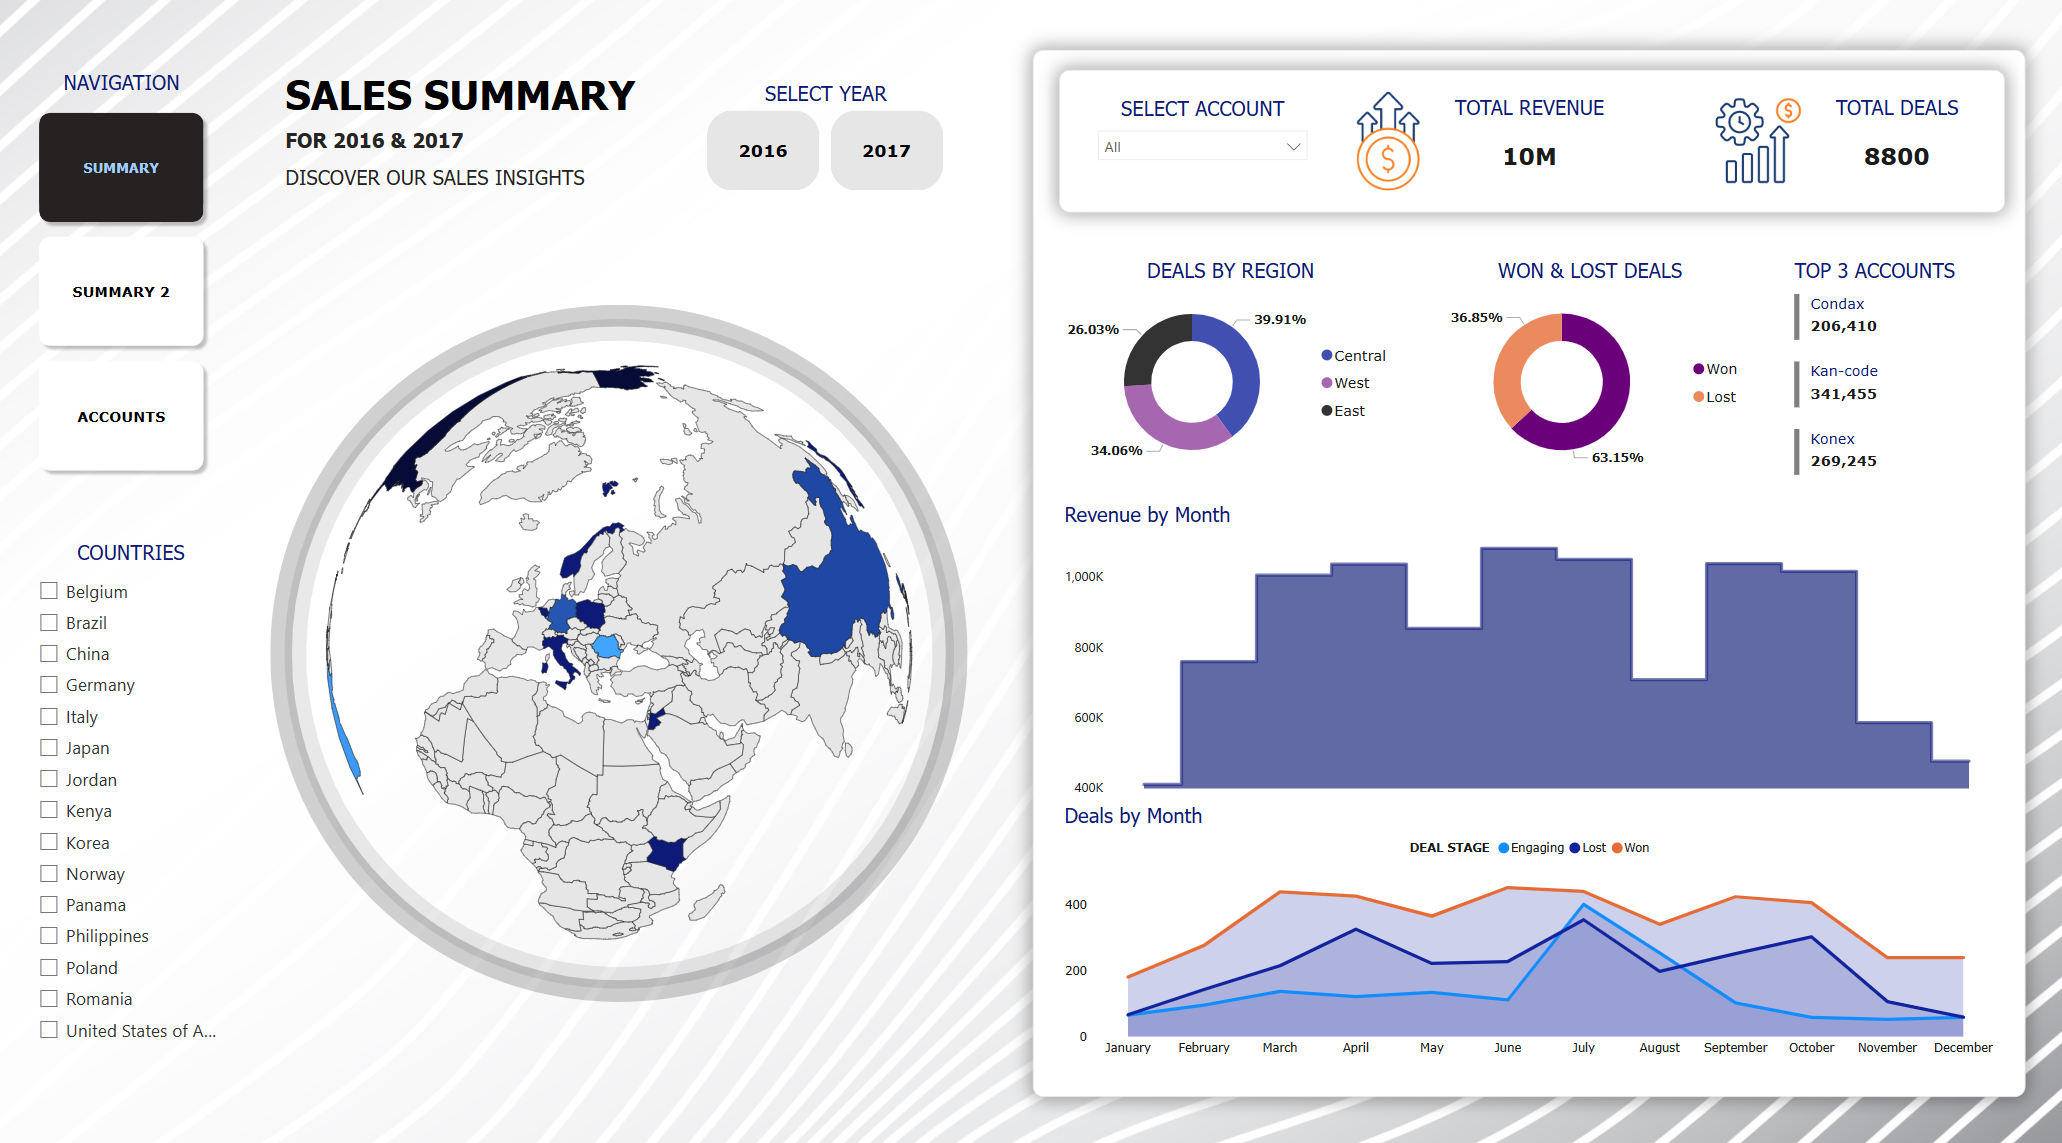 NAVIGATION
SUMMARY
SUMMARY 2
ACCOUNTS
COUNTRIES
Belgium
Brazil
China
Germany
Italy
Japan
Jordan
Kenya
Korea
Norway
Panama
Philippines
Poland
Romania
United States of A...
SALES SUMMARY
FOR 2016 & 2017
DISCOVER OUR SALES INSIGHTS
SELECT YEAR
2016
2017
SELECT ACCOUNT
All
TOTAL REVENUE
10M
TOTAL DEALS
8800
DEALS BY REGION
26.03%
39.91%
34.06%
Central
West
East
WON & LOST DEALS
36.85%
63.15%
Won
Lost
TOP 3 ACCOUNTS
Condax
206,410
Kan-code
341,455
Konex
269,245
Revenue by Month
1,000K
800K
600K
400K
Deals by Month
DEAL STAGE Engaging Lost Won
400
200
0
January February March April May June July August September October November December